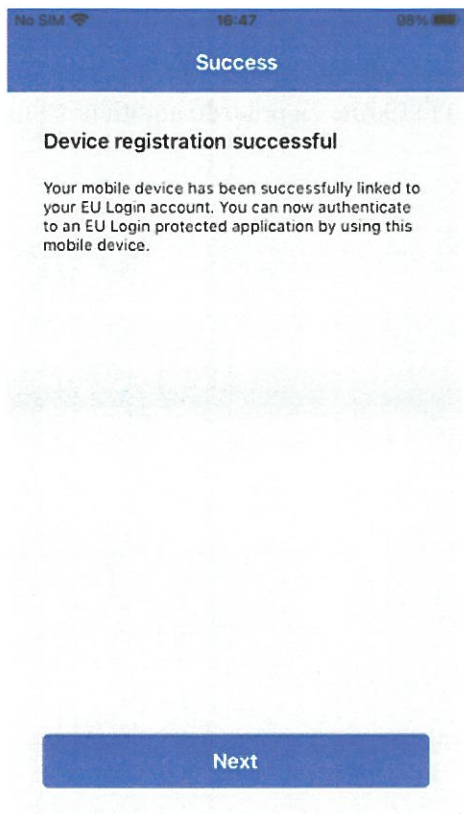 No SIM 16:47 98%
Success
Device registration successful
Your mobile device has been successfully linked to
your EU Login account. You can now authenticate
to an EU Login protected application by using this
mobile device.
Next